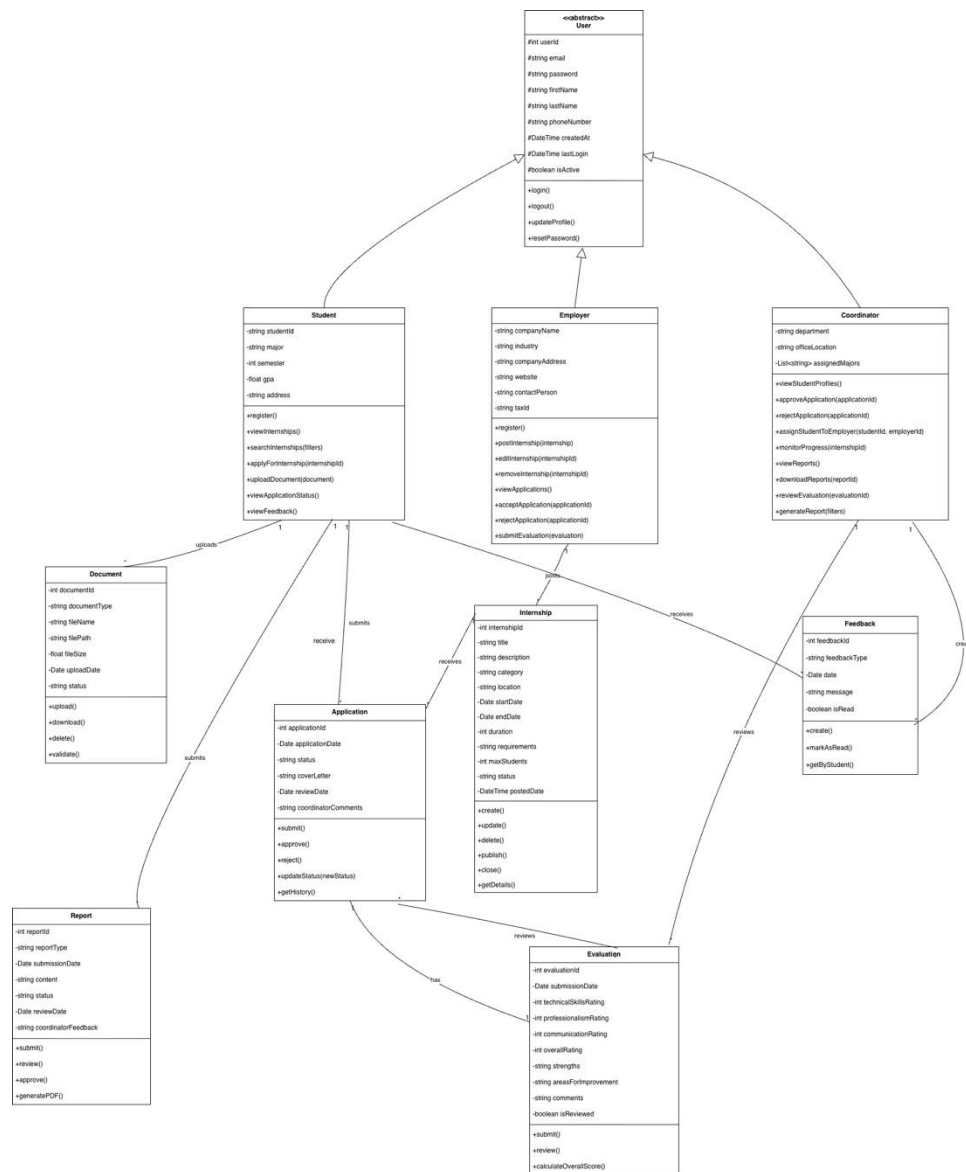 <<abstract>>
User
#int userId
#string email
#string password
#string firstName
#string lastName
#string phoneNumber
#DateTime createdAt
#DateTime lastLogin
#boolean isActive
+login()
+logout()
+updateProfile()
+resetPassword()
Student
-string studentId
-string major
-int semester
-float gpa
-string address
+register()
+viewInternships()
+searchInternships(filters)
+applyForInternship(internshipId)
+uploadDocument(document)
+viewApplicationStatus()
+viewFeedback()
Employer
-string companyName
-string industry
-string companyAddress
-string website
-string contactPerson
-string taxId
+register()
+postInternship(internship)
+editInternship(internshipId)
+removeInternship(internshipId)
+viewApplications()
+acceptApplication(applicationId)
+rejectApplication(applicationId)
+submitEvaluation(evaluation)
Coordinator
-string department
-string officeLocation
-List<string> assignedMajors
+viewStudentProfiles()
+approveApplication(applicationId)
+rejectApplication(applicationId)
+assignStudentToEmployer(studentId, employerId)
+monitorProgress(internshipId)
+viewReports()
+downloadReports(reportId)
+reviewEvaluation(evaluationId)
+generateReport(filters)
1
1
1
1
1
1
uploads
*
posts
*
1
receives
*
receives
*
submits
receive
*
submits
reviews
*
Document
-int documentId
-string documentType
-string fileName
-string filePath
-float fileSize
-Date uploadDate
-string status
+upload()
+download()
+delete()
+validate()
Internship
-int internshipId
-string title
-string description
-string category
-string location
-Date startDate
-Date endDate
-int duration
-string requirements
-int maxStudents
-string status
-DateTime postedDate
+create()
+update()
+delete()
+publish()
+close()
+getDetails()
Feedback
-int feedbackId
-string feedbackType
-Date date
-string message
-boolean isRead
+create()
+markAsRead()
+getByStudent()
*
Application
-int applicationId
-Date applicationDate
-string status
-string coverLetter
-Date reviewDate
-string coordinatorComments
+submit()
+approve()
+reject()
+updateStatus(newStatus)
+getHistory()
1
*
reviews
has
1
Report
-int reportId
-string reportType
-Date submissionDate
-string content
-string status
-Date reviewDate
-string coordinatorFeedback
+submit()
+review()
+approve()
+generatePDF()
Evaluation
-int evaluationId
-Date submissionDate
-int technicalSkillsRating
-int professionalismRating
-int communicationRating
-int overallRating
-string strengths
-string areasForImprovement
-string comments
-boolean isReviewed
+submit()
+review()
+calculateOverallScore()